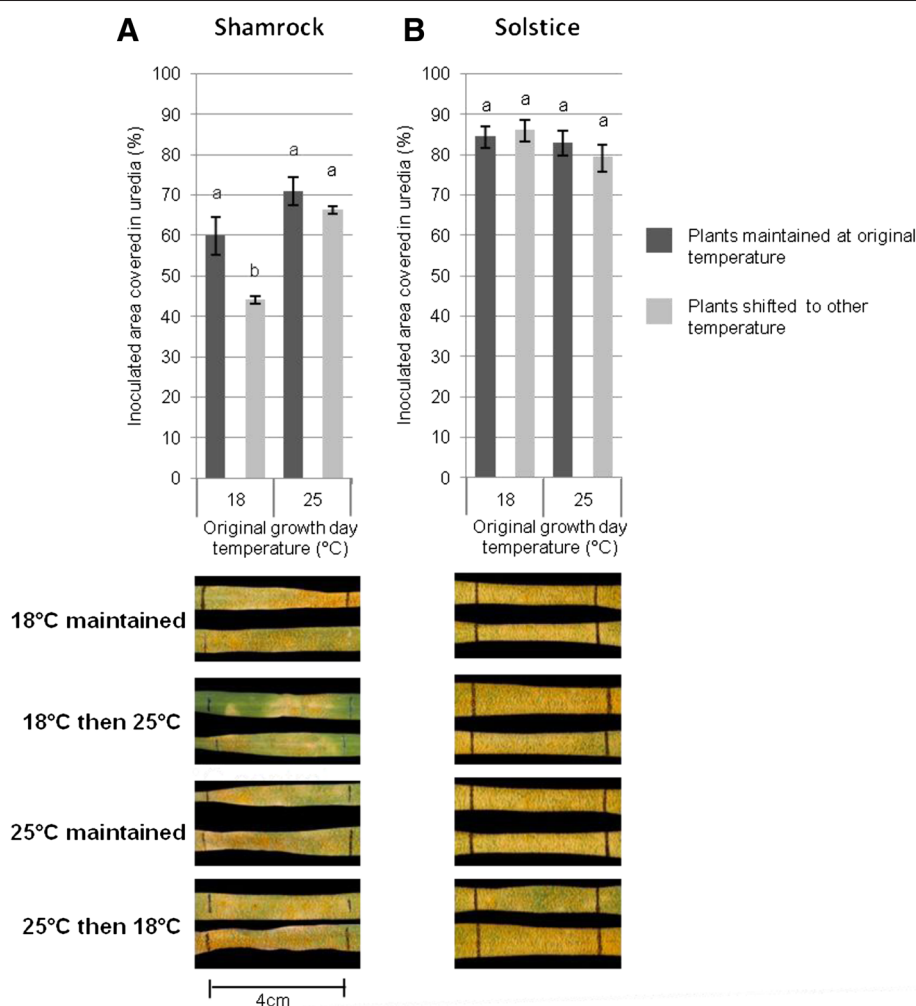 A
Shamrock
B
Solstice
Inoculated area covered in uredia (%)
100
90
80
70
60
50
40
30
20
10
0
a
b
a
a
18
25
Original growth day
temperature (°C)
Inoculated area covered in uredia (%)
100
90
80
70
60
50
40
30
20
10
0
a
a
a
a
18
25
Original growth day
temperature (°C)
Plants maintained at original
temperature
Plants shifted to other
temperature
18°C maintained
18°C then 25°C
25°C maintained
25°C then 18°C
4cm